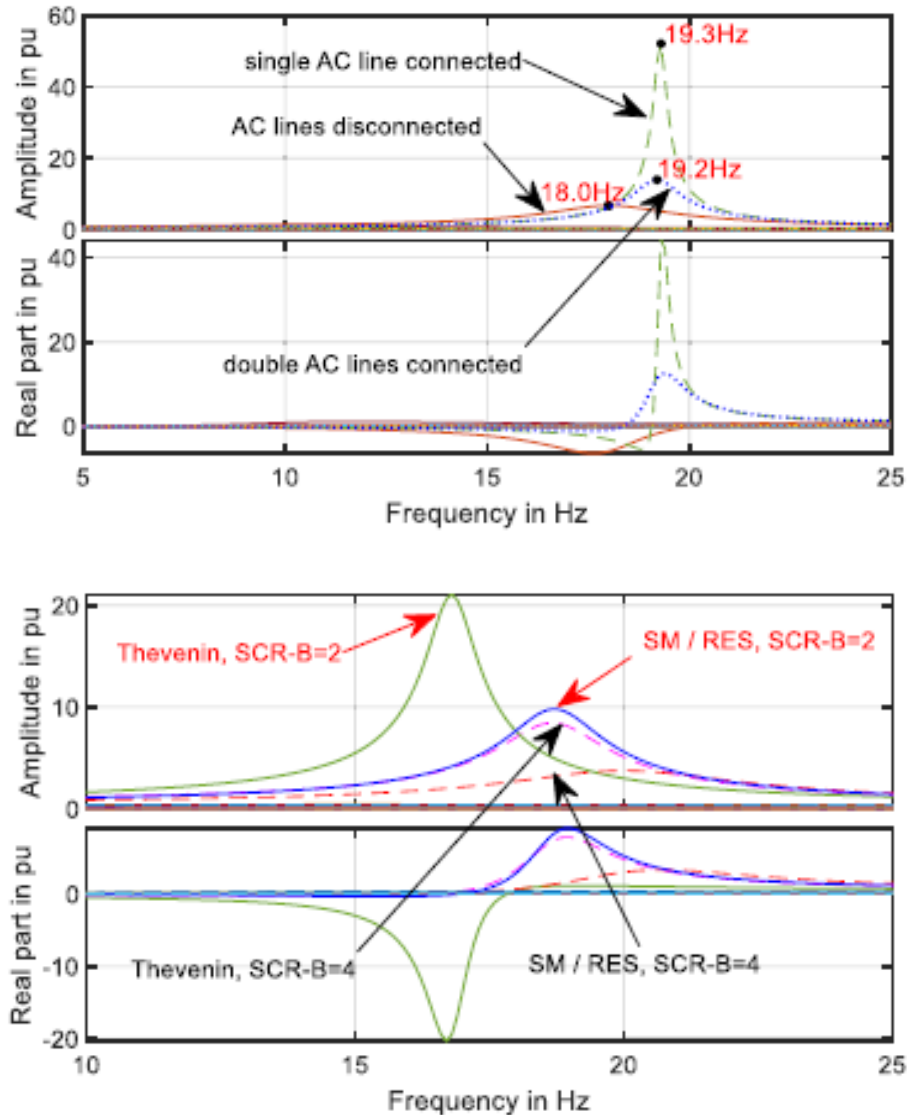 60
19.3Hz
single AC line connected
40
AC lines disconnected
Amplitude in pu
20
19.2Hz
18.0Hz
0
40
Real part in pu
20
double AC lines connected
0
5 10 15 20 25
Frequency in Hz
20
Thevenin, SCR-B=2
SM / RES, SCR-B=2
Amplitude in pu
10
0
Real part in pu
0
-10
Thevenin, SCR-B=4
SM / RES, SCR-B=4
-20
10 15 20 25
Frequency in Hz